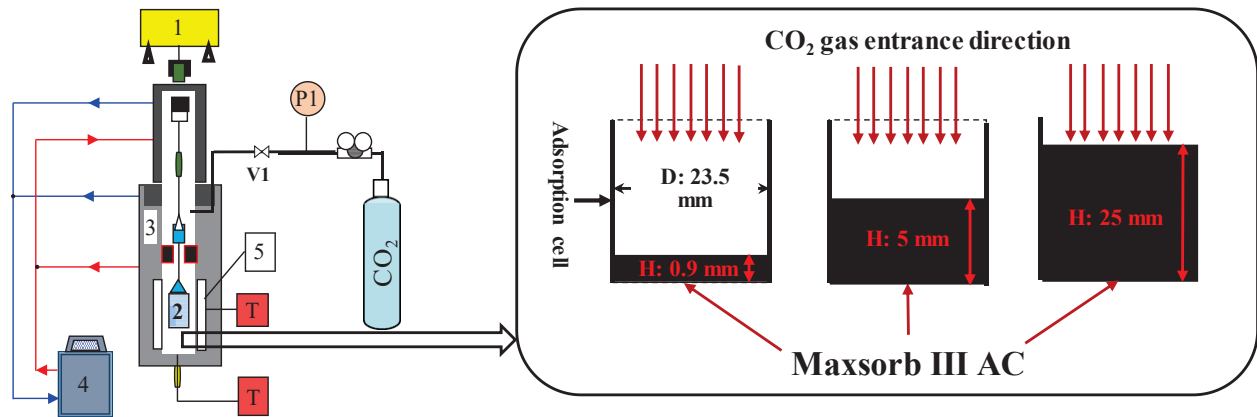 1
P1
V1
3
5
2
T
4
T
CO2
CO2 gas entrance direction
Adsorption cell
D: 23.5
mm
H: 0.9 mm
H: 5 mm
H: 25 mm
Maxsorb III AC